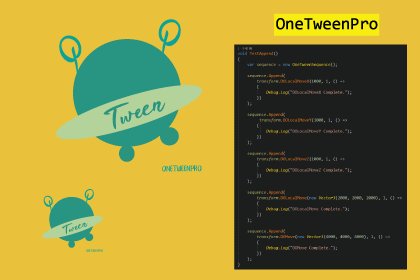 OneTweenPro
Tween
ONETWEENPRO
Tween
void TestAppend()
{
var sequence = new OneTweenSequence();
sequence.Append(
transform.DOLocalMoveX(1000, 1, () =>
{
Debug.Log("DOLocalMoveX Complete.");
}));
sequence.Append(
transform.DOLocalMoveY(1000, 1, () =>
{
Debug.Log("DOLocalMoveY Complete.");
}));
sequence.Append(
transform.DOLocalMoveZ(1000, 1, () =>
{
Debug.Log("DOLocalMoveZ Complete.");
}));
sequence.Append(
transform.DOLocalMove(new Vector3(2000, 2000, 2000), 1, () =>
{
Debug.Log("DOLocalMove Complete.");
}));
sequence.Append(
transform.DOMove(new Vector3(3000, 4000, 5000), 1, () =>
{
Debug.Log("DOMove Complete.");
}));
}